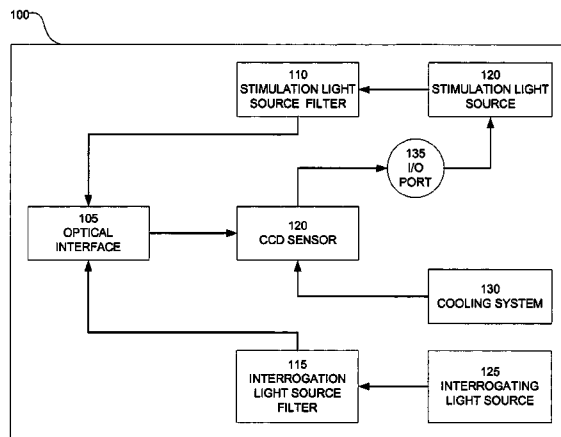 100
110
STIMULATION LIGHT
SOURCE FILTER
120
STIMULATION LIGHT
SOURCE
135
I/O
PORT
105
OPTICAL
INTERFACE
120
CCD SENSOR
130
COOLING SYSTEM
115
INTERROGATION
LIGHT SOURCE
FILTER
125
INTERROGATING
LIGHT SOURCE